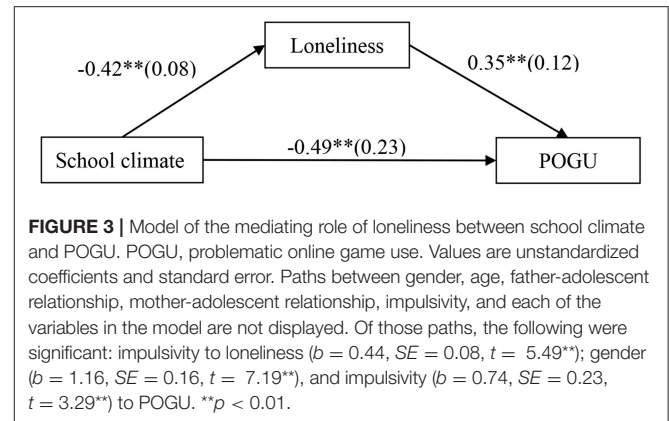 Loneliness
-0.42**(0.08)
0.35**(0.12)
-0.49**(0.23)
School climate
POGU
FIGURE 3 | Model of the mediating role of loneliness between school climate
and POGU. POGU, problematic online game use. Values are unstandardized
coefficients and standard error. Paths between gender, age, father-adolescent
relationship, mother-adolescent relationship, impulsivity, and each of the
variables in the model are not displayed. Of those paths, the following were
significant: impulsivity to loneliness (b = 0.44, SE = 0.08, t = 5.49**); gender
(b = 1.16, SE = 0.16, t = 7.19**), and impulsivity (b = 0.74, SE = 0.23,
t = 3.29**) to POGU. **p < 0.01.